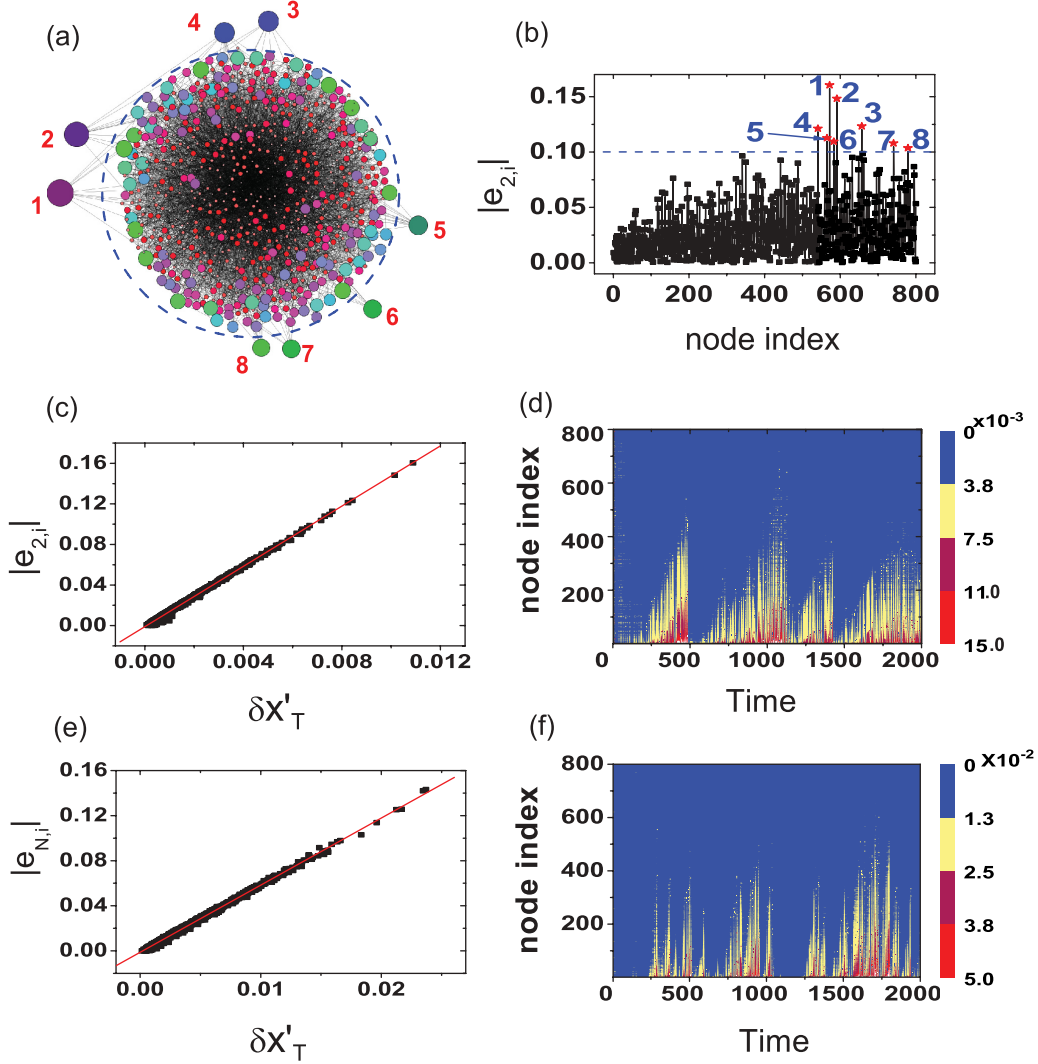 (a)
4
3
2
1
5
6
7
8
(b)
|e2,i|
0.15
0.10
0.05
0.00
1
2
3
4
5
6
7
8
0 200 400 600 800
node index
(c)
|e2,i|
0.16
0.12
0.08
0.04
0.00
0.000 0.004 0.008 0.012
δx'T
(d)
node index
800
600
400
200
0 500 1000 1500 2000
Time
0 x10-3
3.8
7.5
11.0
15.0
(e)
|eN,i|
0.16
0.12
0.08
0.04
0.00
0.00 0.01 0.02
δx'T
(f)
node index
800
600
400
200
0 500 1000 1500 2000
Time
0 X10-2
1.3
2.5
3.8
5.0